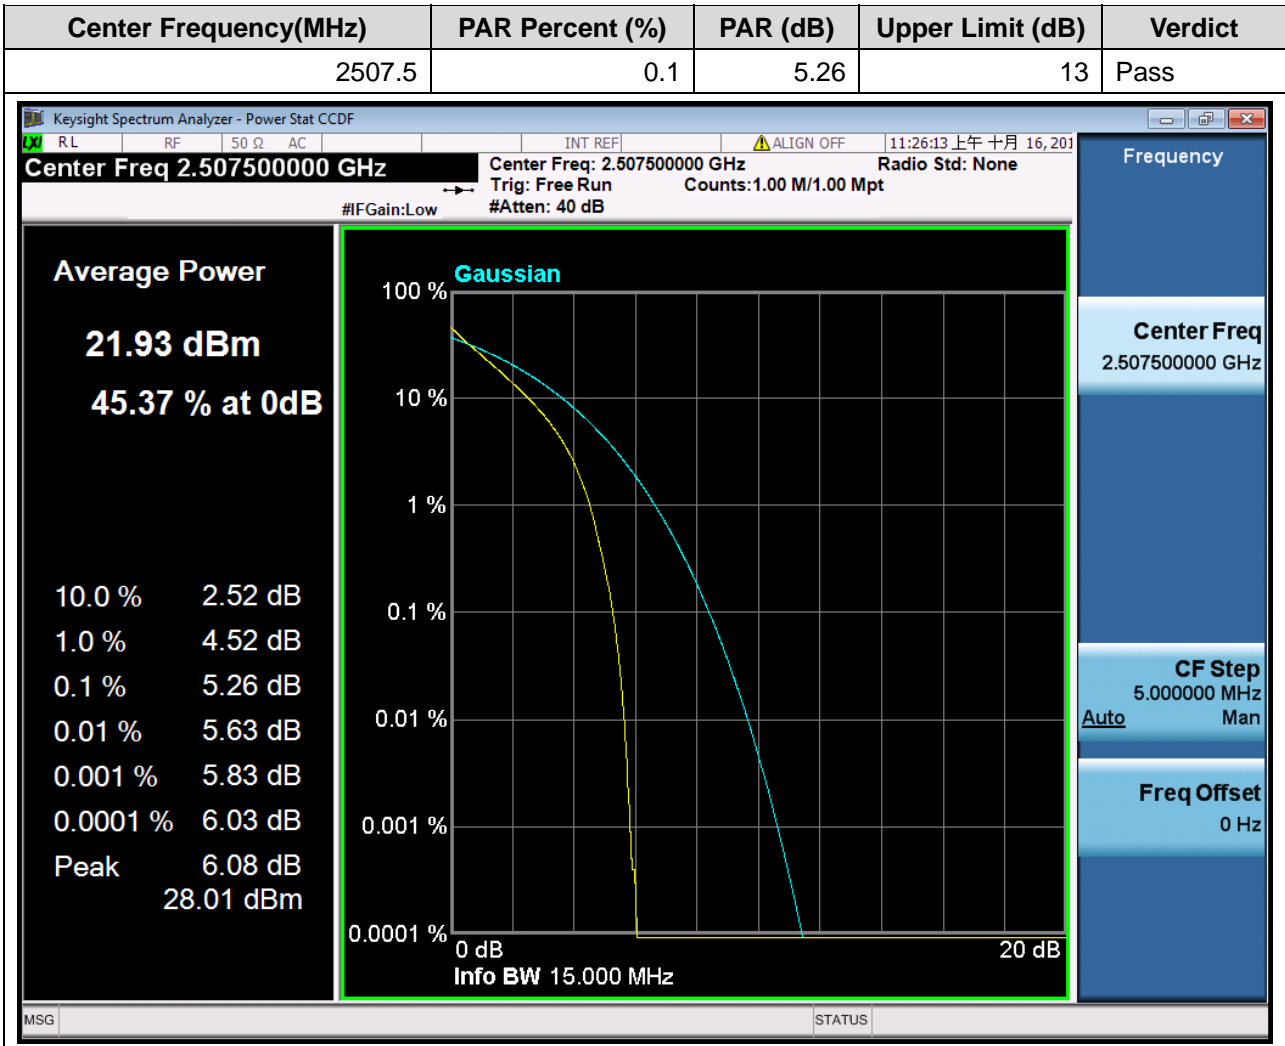 Center Frequency(MHz) PAR Percent (%) PAR (dB) Upper Limit (dB) Verdict
2507.5 0.1 5.26 13 Pass
Keysight Spectrum Analyzer - Power Stat CCDF
LXI RL RF 50 Ω AC INT REF ALIGN OFF 11:26:13 上午 十月 16, 201
Center Freq 2.507500000 GHz
Center Freq: 2.507500000 GHz Radio Std: None
Trig: Free Run Counts:1.00 M/1.00 Mpt
#IFGain:Low #Atten: 40 dB
Average Power
21.93 dBm
45.37 % at 0dB
10.0 % 2.52 dB
1.0 % 4.52 dB
0.1 % 5.26 dB
0.01 % 5.63 dB
0.001 % 5.83 dB
0.0001 % 6.03 dB
Peak 6.08 dB
28.01 dBm
Gaussian
100 %
10 %
1 %
0.1 %
0.01 %
0.001 %
0.0001 %
0 dB 20 dB
Info BW 15.000 MHz
Frequency
Center Freq
2.507500000 GHz
CF Step
5.000000 MHz
Auto Man
Freq Offset
0 Hz
MSG STATUS